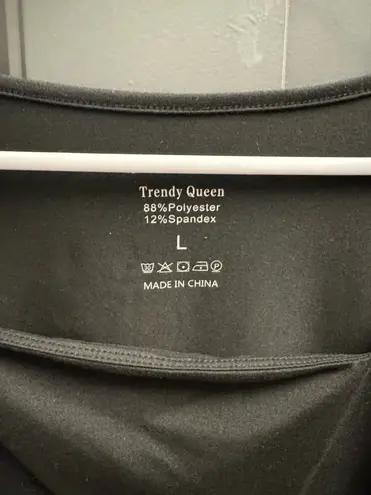 Trendy Queen
88%Polyester
12%Spandex
L
MADE IN CHINA